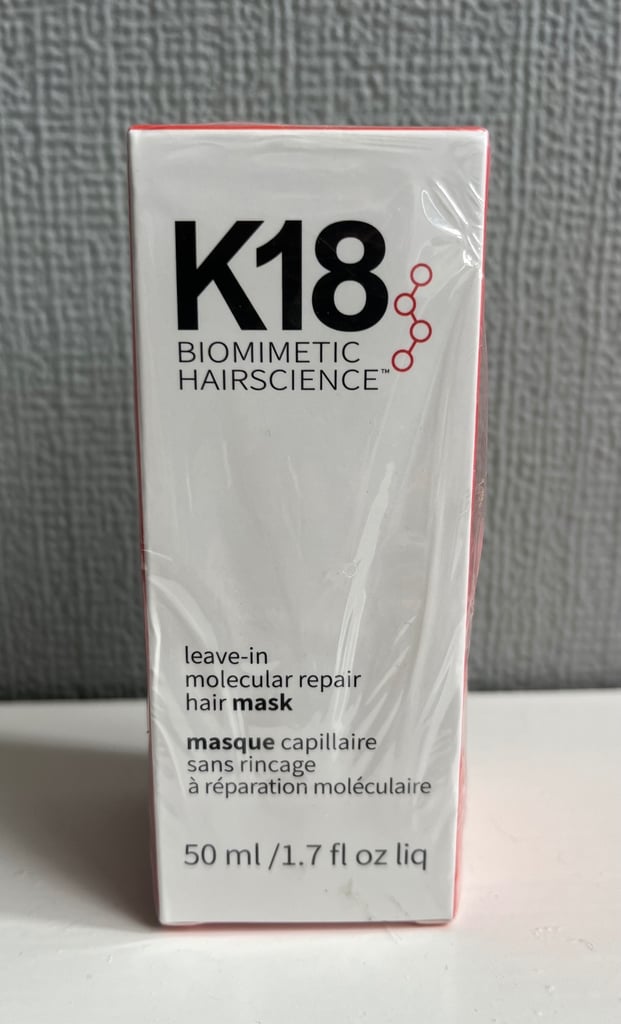 K18
BIOMIMETIC
HAIRSCIENCE™
leave-in
molecular repair
hair mask
masque capillaire
sans rincage
à réparation moléculaire
50 ml /1.7 fl oz liq